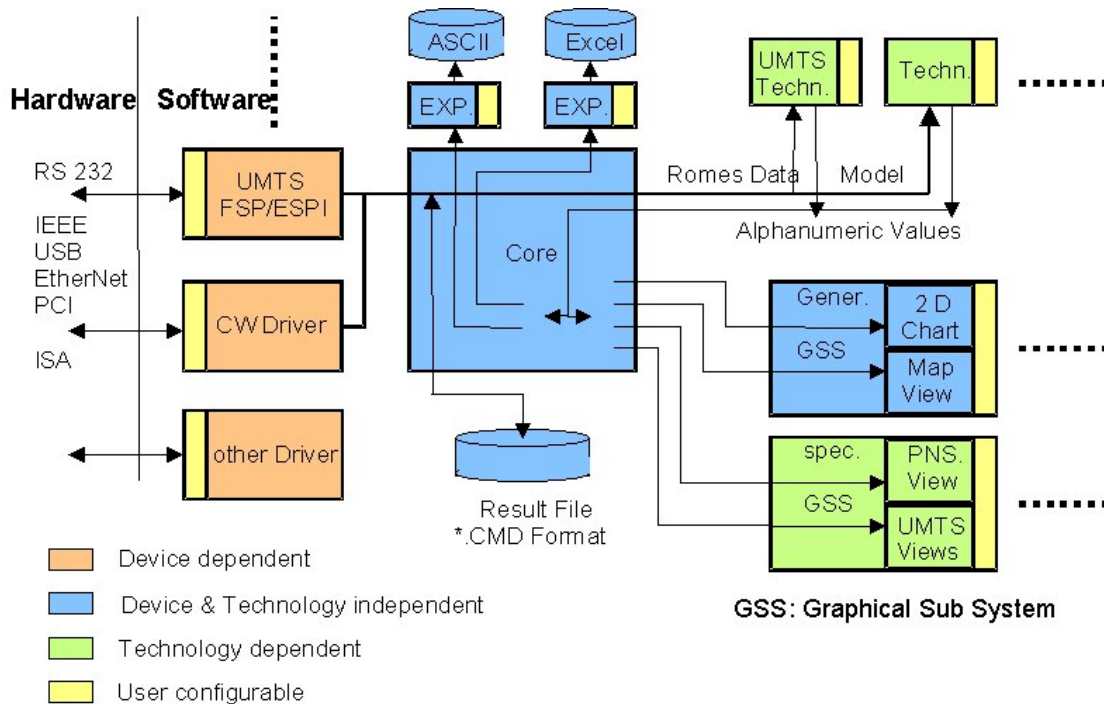 ASCII
Excel
UMTS
Techn.
Techn.
Hardware
Software
EXP.
EXP.
RS 232
UMTS
FSP/ESPI
Romes Data
Model
IEEE
USB
EtherNet
PCI
Alphanumeric Values
Core
CW Driver
Gener.
GSS
2 D
Chart
Map
View
ISA
other Driver
spec.
GSS
PNS.
View
UMTS
Views
Result File
*.CMD Format
Device dependent
Device & Technology independent
GSS: Graphical Sub System
Technology dependent
User configurable